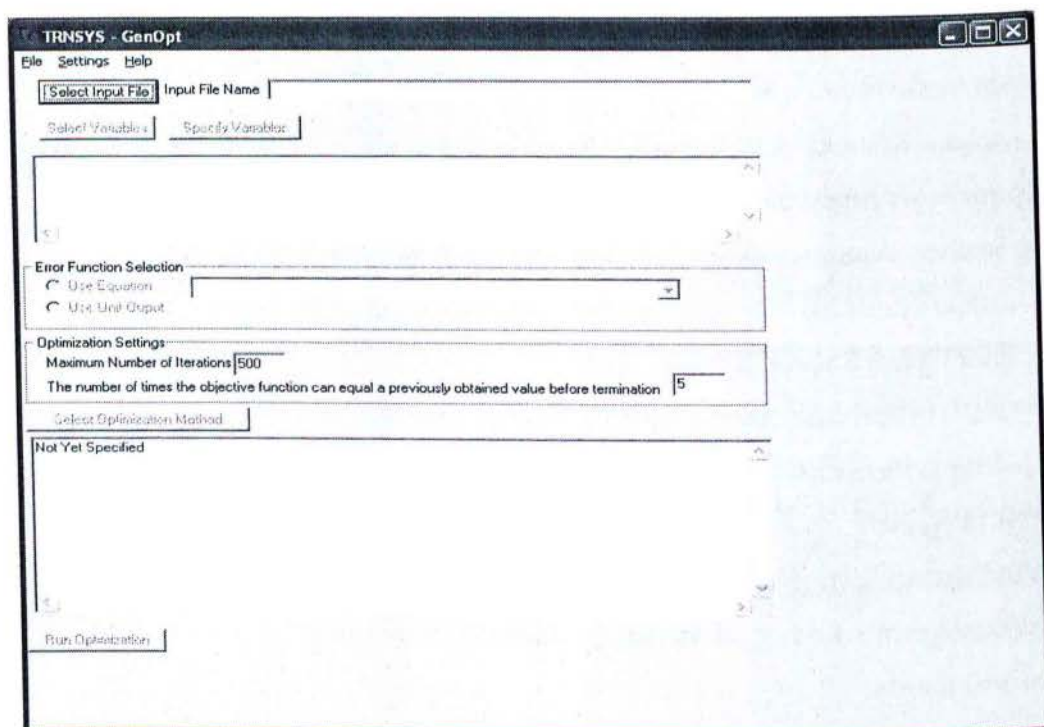 TRNSYS - GenOpt
File Settings Help
Select Input File Input File Name
Select Variables Specify Variables
Error Function Selection
Use Equation
Use Unit Ouput
Optimization Settings
Maximum Number of Iterations 500
The number of times the objective function can equal a previously obtained value before termination 5
Select Optimization Method
Not Yet Specified
Run Optimization